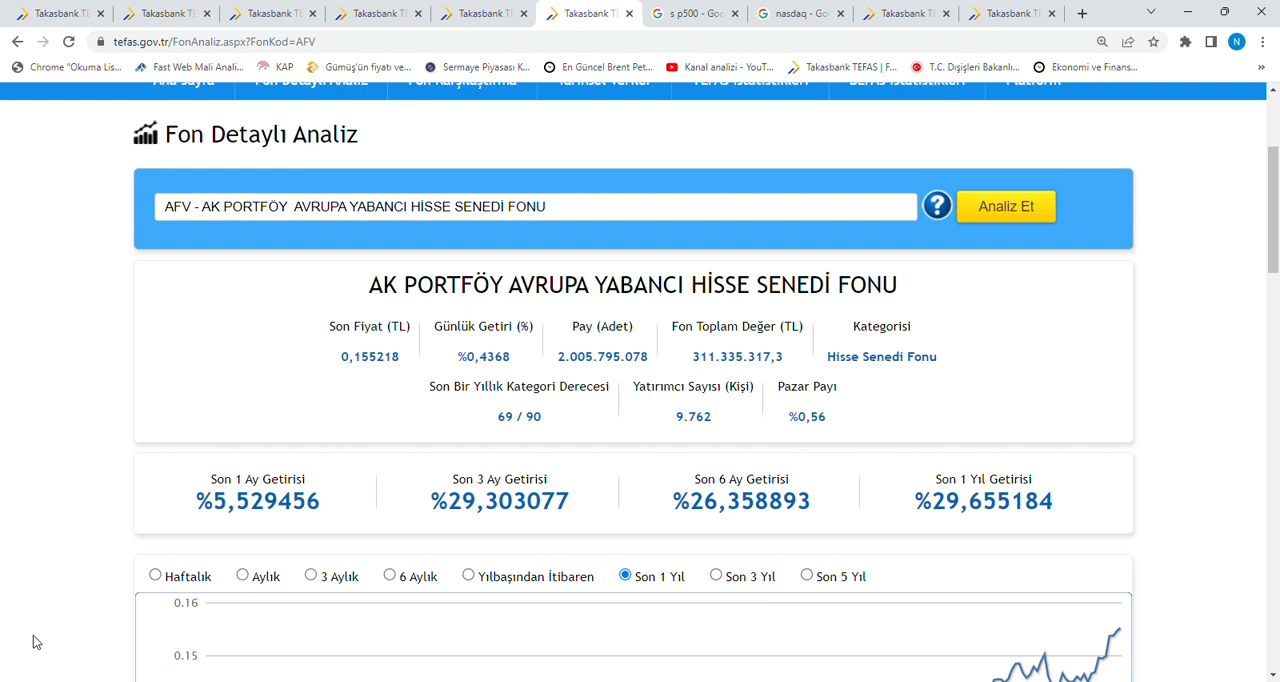 Takasbank TE
Takasbank TE
Takasbank TE
Takasbank TE
Takasbank TE
Takasbank TE
s p500 - Goo
nasdaq - Goo
Takasbank TE
Takasbank TE
tefas.gov.tr/FonAnaliz.aspx?FonKod=AFV
N
Chrome "Okuma Lis...
Fast Web Mali Anali...
KAP
Gümüş'ün fiyatı ve...
Sermaye Piyasası K...
En Güncel Brent Pet...
Kanal analizi - YouT...
Takasbank TEFAS | F...
T.C. Dışişleri Bakanlı...
Ekonomi ve Finans...
»
Fon Detaylı Analiz
AFV - AK PORTFÖY AVRUPA YABANCI HİSSE SENEDİ FONU
?
Analiz Et
AK PORTFÖY AVRUPA YABANCI HİSSE SENEDİ FONU
Son Fiyat (TL) Günlük Getiri (%) Pay (Adet) Fon Toplam Değer (TL) Kategorisi
0,155218 %0,4368 2.005.795.078 311.335.317,3 Hisse Senedi Fonu
Son Bir Yıllık Kategori Derecesi Yatırımcı Sayısı (Kişi) Pazar Payı
69 / 90 9.762 %0,56
Son 1 Ay Getirisi Son 3 Ay Getirisi Son 6 Ay Getirisi Son 1 Yıl Getirisi
%5,529456 %29,303077 %26,358893 %29,655184
Haftalık Aylık 3 Aylık 6 Aylık Yılbaşından İtibaren Son 1 Yıl Son 3 Yıl Son 5 Yıl
0.16
0.15